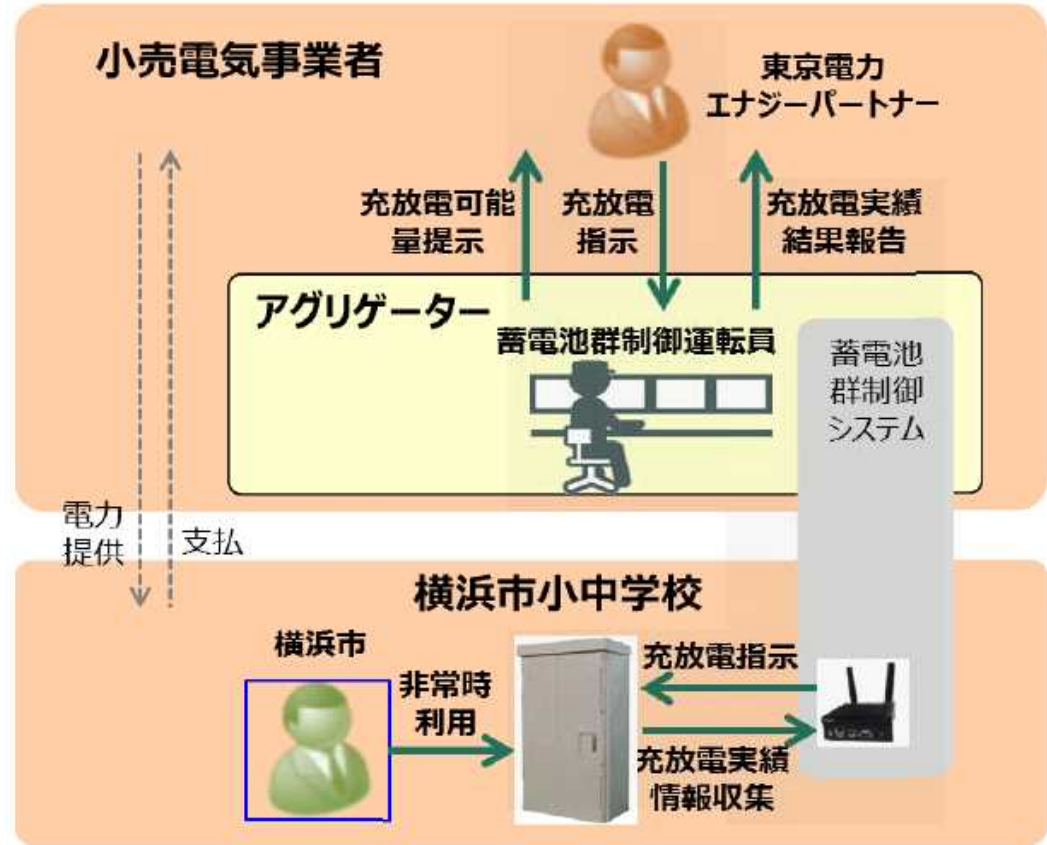 小売電気事業者
東京電力
エナジーパートナー
充放電可能
量提示
充放電
指示
充放電実績
結果報告
アグリゲーター
蓄電池群制御運転員
蓄電池
群制御
システム
電力
提供
支払
横浜市小中学校
横浜市
非常時
利用
充放電指示
充放電実績
情報収集